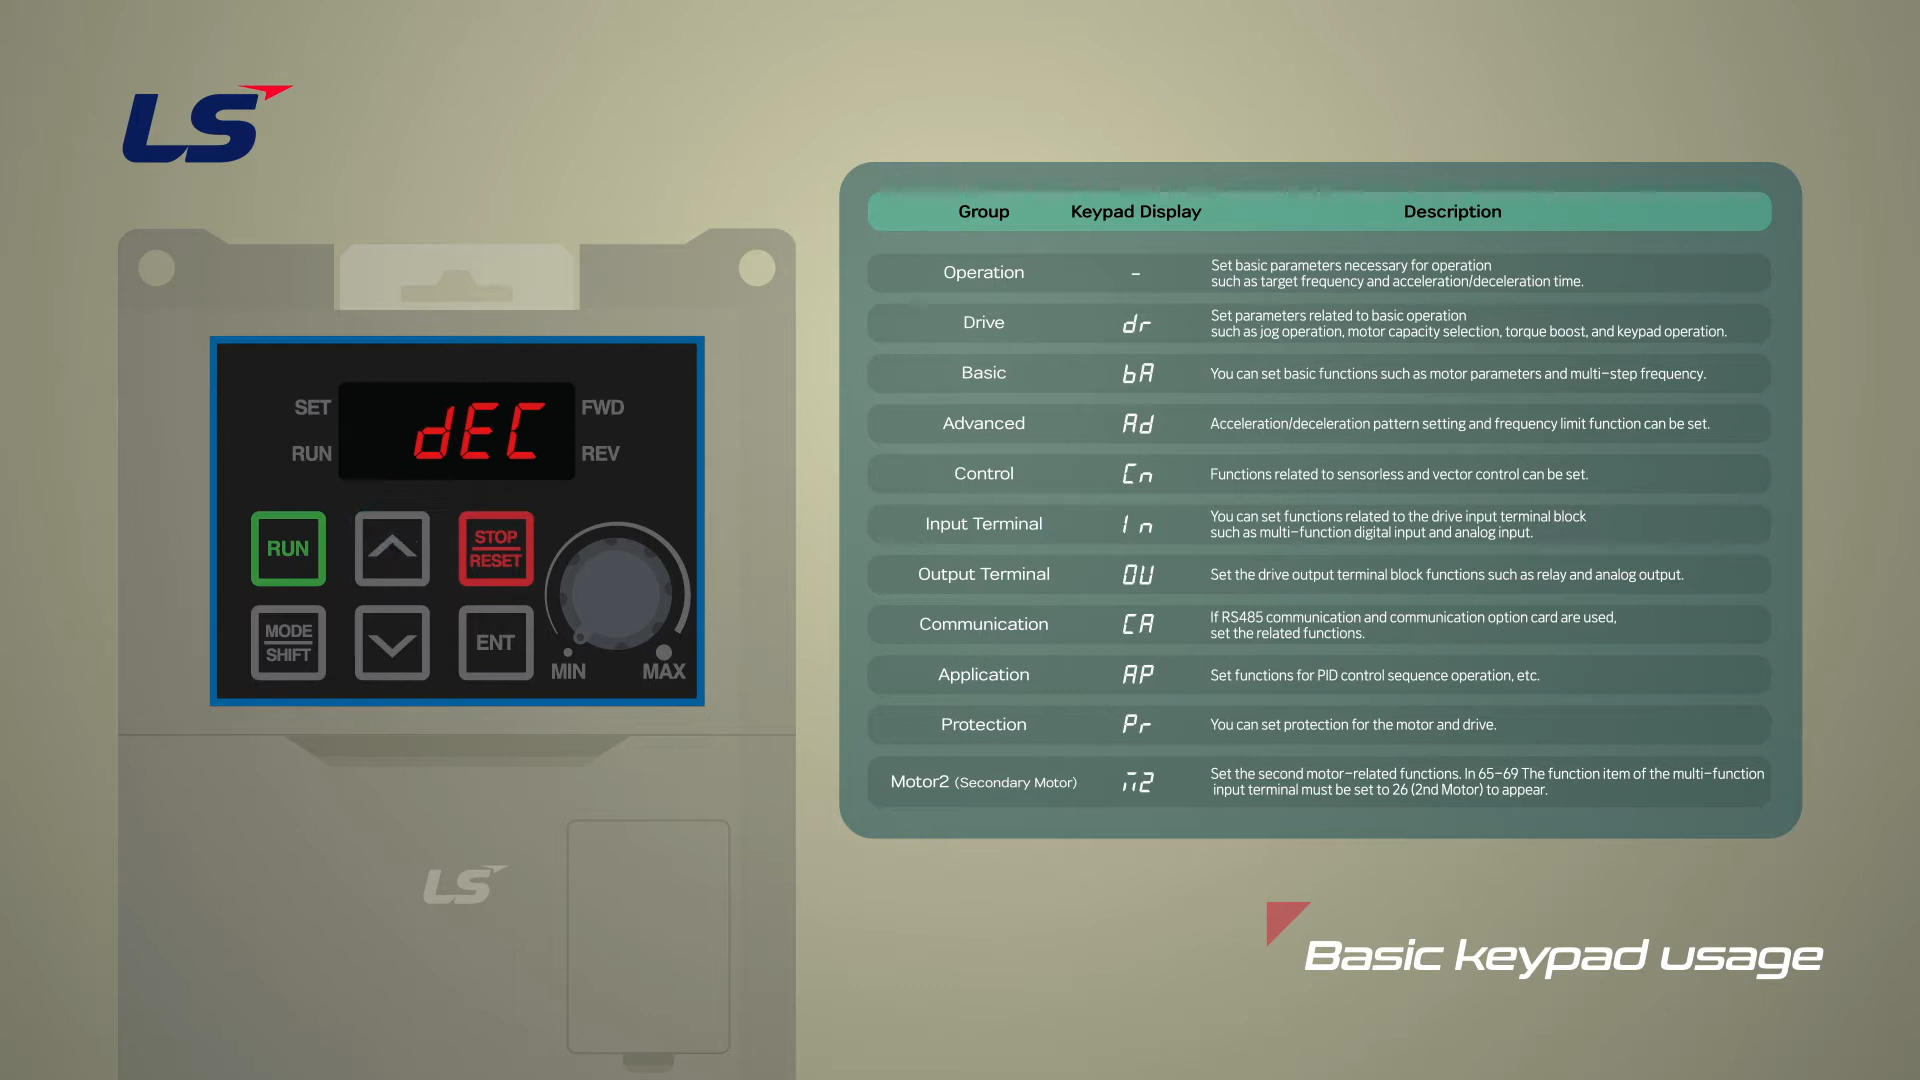 LS
SET
FWD
dEC
RUN
REV
RUN
STOP
RESET
MODE
SHIFT
ENT
MIN
MAX
LS
Group Keypad Display Description
Operation – Set basic parameters necessary for operation
such as target frequency and acceleration/deceleration time.
Drive dr Set parameters related to basic operation
such as jog operation, motor capacity selection, torque boost, and keypad operation.
Basic bA You can set basic functions such as motor parameters and multi-step frequency.
Advanced Ad Acceleration/deceleration pattern setting and frequency limit function can be set.
Control Cn Functions related to sensorless and vector control can be set.
Input Terminal In You can set functions related to the drive input terminal block
such as multi-function digital input and analog input.
Output Terminal OU Set the drive output terminal block functions such as relay and analog output.
Communication CA If RS485 communication and communication option card are used,
set the related functions.
Application AP Set functions for PID control sequence operation, etc.
Protection Pr You can set protection for the motor and drive.
Motor2 (Secondary Motor) m2 Set the second motor-related functions. In 65-69 The function item of the multi-function
input terminal must be set to 26 (2nd Motor) to appear.
Basic keypad usage